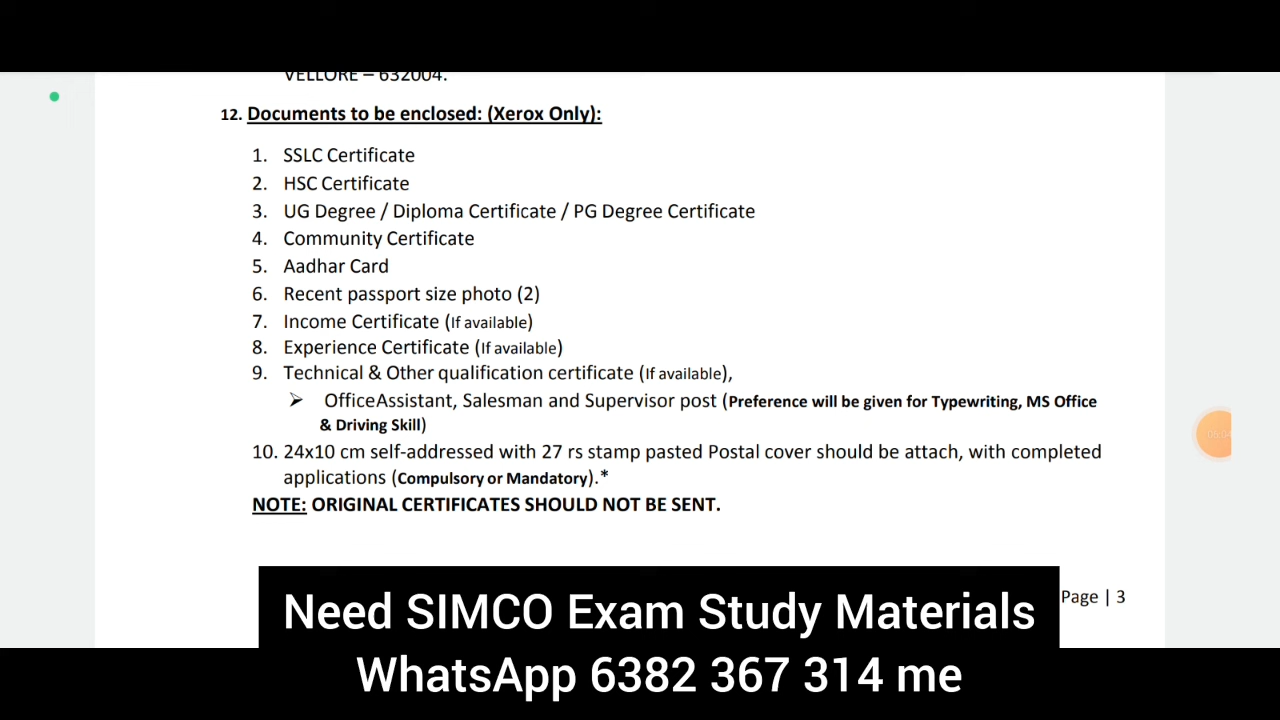 VELLORE – 632004.
12. Documents to be enclosed: (Xerox Only):
1. SSLC Certificate
2. HSC Certificate
3. UG Degree / Diploma Certificate / PG Degree Certificate
4. Community Certificate
5. Aadhar Card
6. Recent passport size photo (2)
7. Income Certificate (If available)
8. Experience Certificate (If available)
9. Technical & Other qualification certificate (If available),
➢ OfficeAssistant, Salesman and Supervisor post (Preference will be given for Typewriting, MS Office
& Driving Skill)
10. 24x10 cm self-addressed with 27 rs stamp pasted Postal cover should be attach, with completed
applications (Compulsory or Mandatory).*
NOTE: ORIGINAL CERTIFICATES SHOULD NOT BE SENT.
Page | 3
Need SIMCO Exam Study Materials
WhatsApp 6382 367 314 me